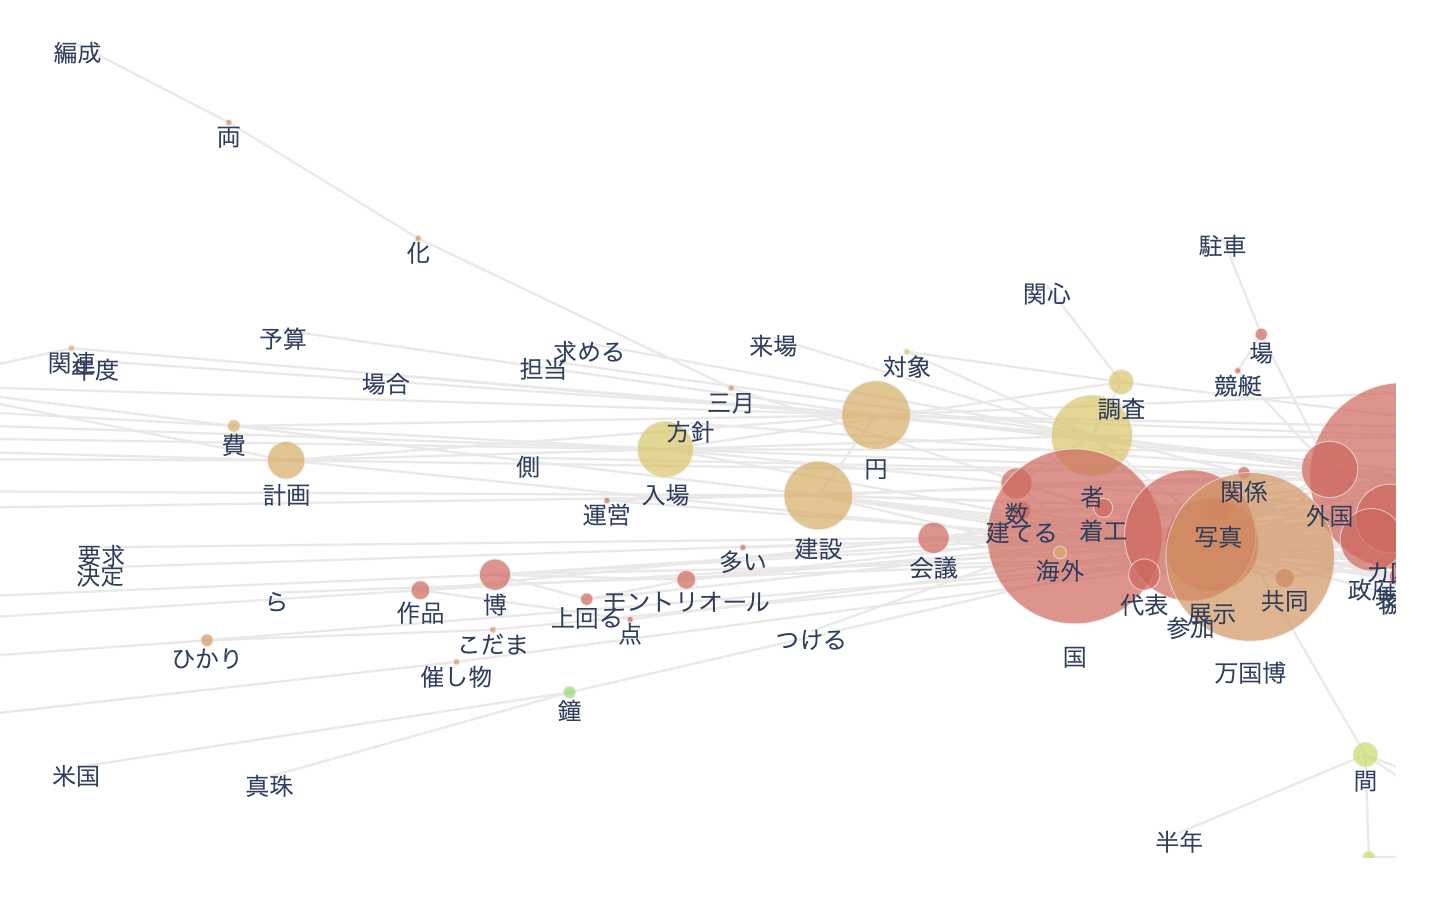 編成
両
駐車
化
関心
予算
求める
来場
場
関連
年度
担当
対象
場合
競艇
三月
調査
方針
費
側
円
計画
入場
関係
者
運営
数
外国
建てる
着工
写真
建設
要求
多い
会議
海外
決定
ら
作品
博
上回る
モントリオール
代表
展示
共同
点
つける
参加
ひかり
こだま
国
催し物
万国博
鐘
米国
真珠
間
半年